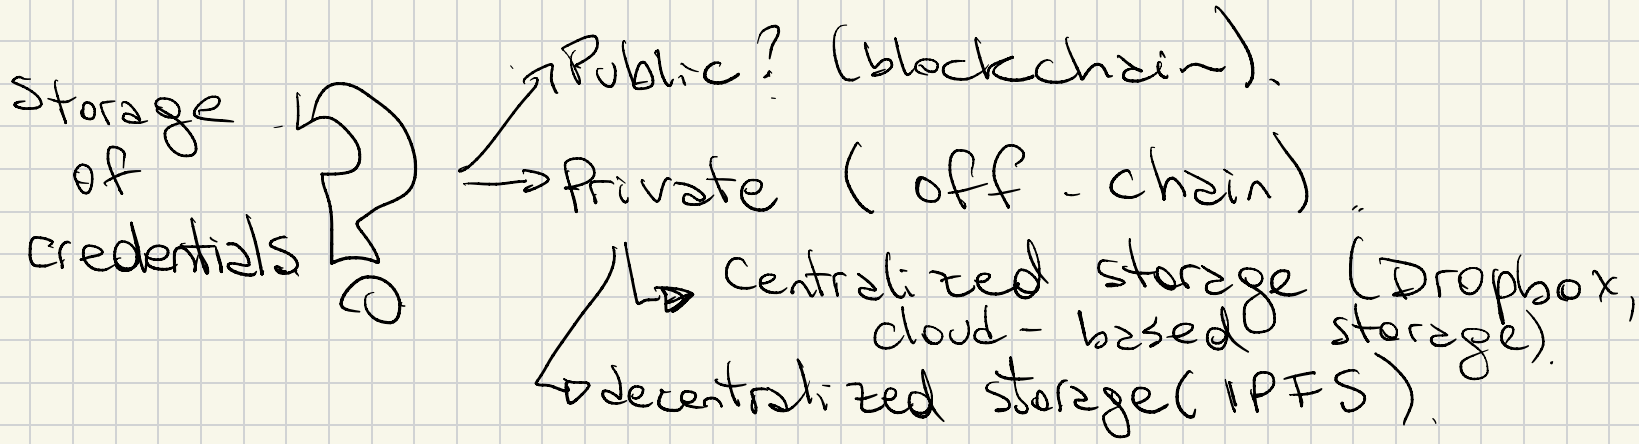 Storage
of
credentials
?
Public? (blockchain).
Private (off-chain)
Centralized storage (Dropbox,
cloud-based storage).
decentralized storage (IPFS).